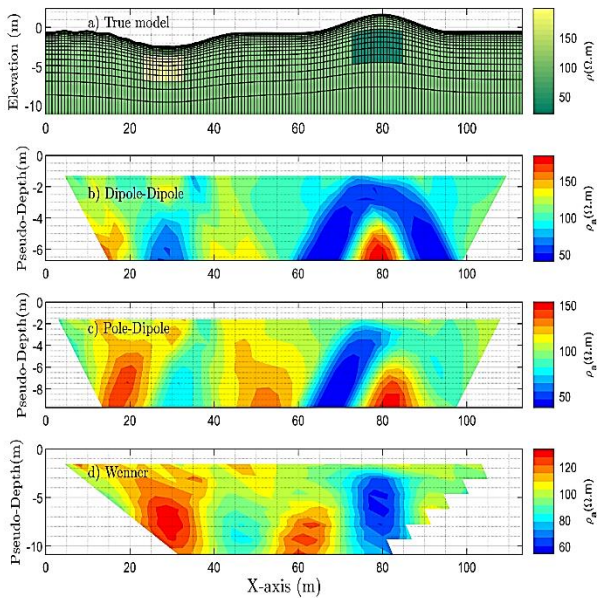 a) True model
Elevation (m)
0
-5
-10
0 20 40 60 80 100
150
100
50
ρ(Ω.m)
b) Dipole-Dipole
Pseudo-Depth(m)
0
-2
-4
-6
0 20 40 60 80 100
150
100
50
ρa(Ω.m)
c) Pole-Dipole
Pseudo-Depth(m)
0
-2
-4
-6
-8
0 20 40 60 80 100
150
100
50
ρa(Ω.m)
d) Wenner
Pseudo-Depth(m)
0
-5
-10
0 20 40 60 80 100
120
100
80
60
ρa(Ω.m)
X-axis (m)